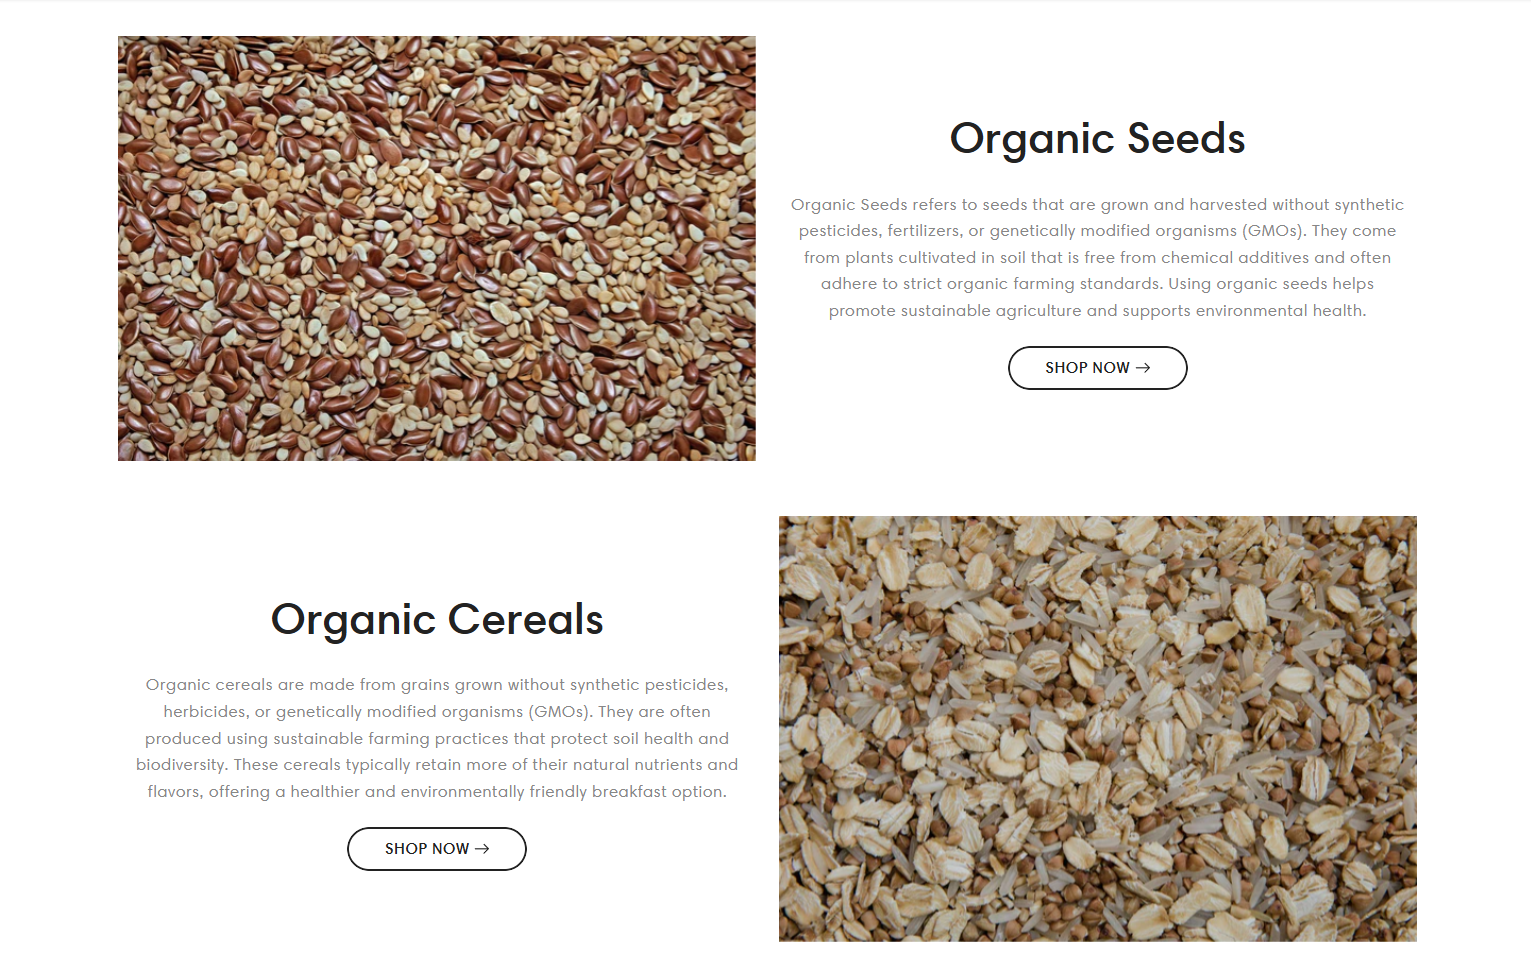 Organic Seeds
Organic Seeds refers to seeds that are grown and harvested without synthetic
pesticides, fertilizers, or genetically modified organisms (GMOs). They come
from plants cultivated in soil that is free from chemical additives and often
adhere to strict organic farming standards. Using organic seeds helps
promote sustainable agriculture and supports environmental health.
SHOP NOW →
Organic Cereals
Organic cereals are made from grains grown without synthetic pesticides,
herbicides, or genetically modified organisms (GMOs). They are often
produced using sustainable farming practices that protect soil health and
biodiversity. These cereals typically retain more of their natural nutrients and
flavors, offering a healthier and environmentally friendly breakfast option.
SHOP NOW →